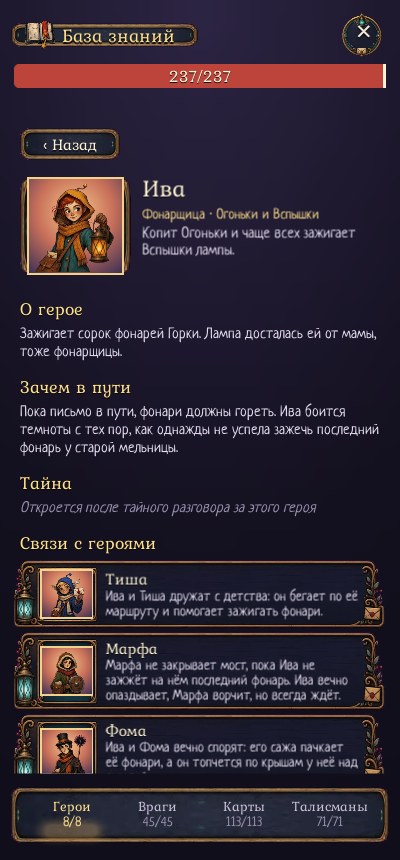 База знаний
237/237
‹ Назад
Ива
Фонарщица · Огоньки и Вспышки
Копит Огоньки и чаще всех зажигает
Вспышки лампы.
О герое
Зажигает сорок фонарей Горки. Лампа досталась ей от мамы,
тоже фонарщицы.
Зачем в пути
Пока письмо в пути, фонари должны гореть. Ива боится
темноты с тех пор, как однажды не успела зажечь последний
фонарь у старой мельницы.
Тайна
Откроется после тайного разговора за этого героя
Связи с героями
Тиша
Ива и Тиша дружат с детства: он бегает по её
маршруту и помогает зажигать фонари.
Марфа
Марфа не закрывает мост, пока Ива не
зажжёт на нём последний фонарь. Ива вечно
опаздывает, Марфа ворчит, но всегда ждёт.
Фома
Ива и Фома вечно спорят: его сажа пачкает
её фонари, а он топчется по крышам у неё над
Герои
8/8
Враги
45/45
Карты
113/113
Талисманы
71/71